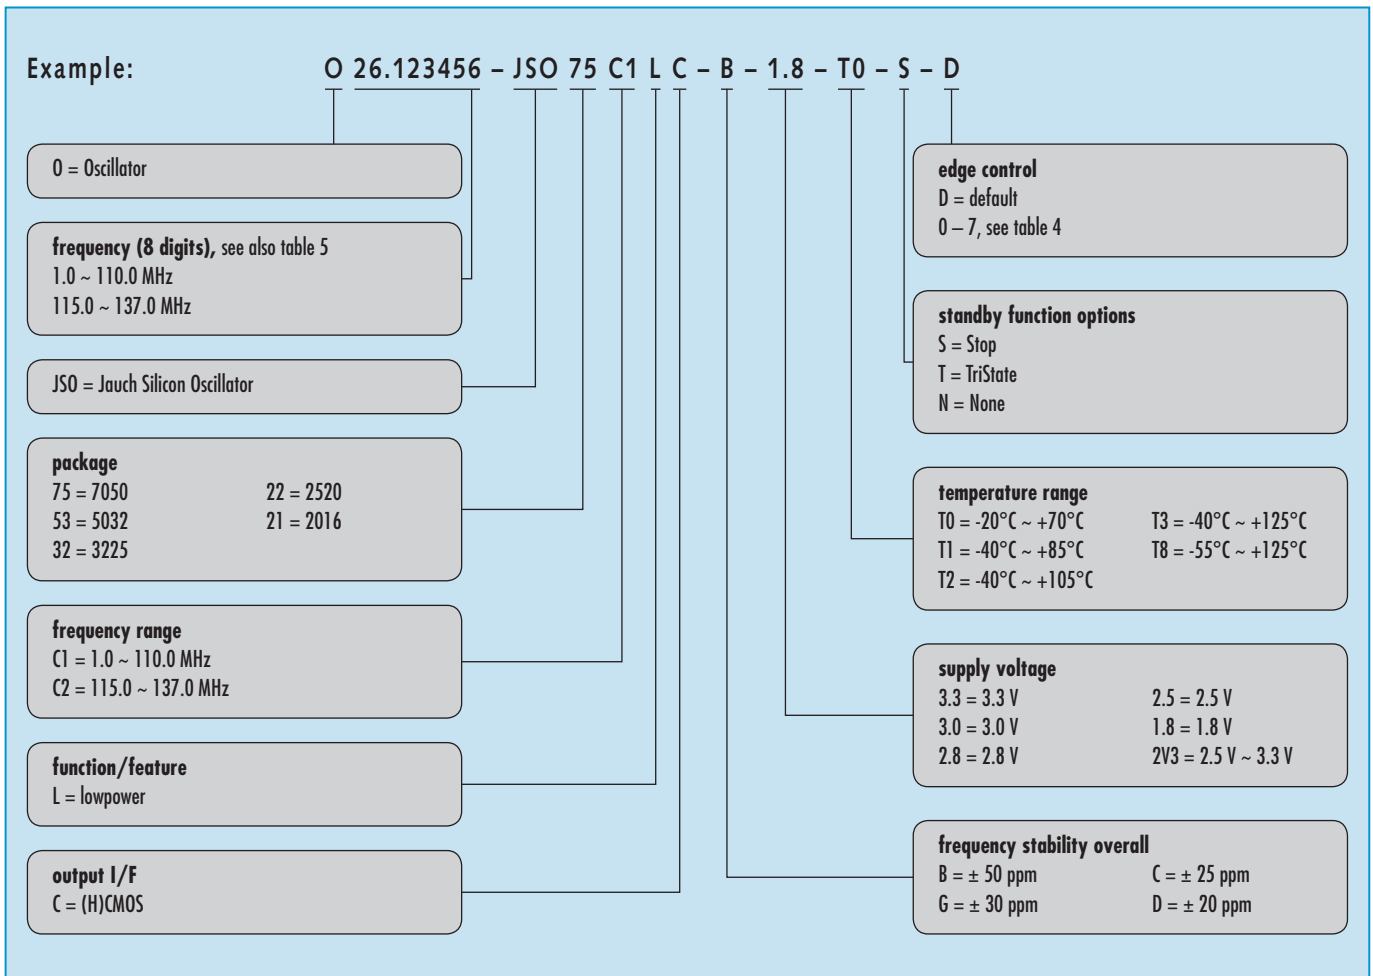 Example: O 26.123456 – JSO 75 C1 L C – B – 1.8 – T0 – S – D
O = Oscillator
frequency (8 digits), see also table 5
1.0 ~ 110.0 MHz
115.0 ~ 137.0 MHz
JSO = Jauch Silicon Oscillator
package
75 = 7050 22 = 2520
53 = 5032 21 = 2016
32 = 3225
frequency range
C1 = 1.0 ~ 110.0 MHz
C2 = 115.0 ~ 137.0 MHz
function/feature
L = lowpower
output I/F
C = (H)CMOS
edge control
D = default
0 – 7, see table 4
standby function options
S = Stop
T = TriState
N = None
temperature range
T0 = -20°C ~ +70°C T3 = -40°C ~ +125°C
T1 = -40°C ~ +85°C T8 = -55°C ~ +125°C
T2 = -40°C ~ +105°C
supply voltage
3.3 = 3.3 V 2.5 = 2.5 V
3.0 = 3.0 V 1.8 = 1.8 V
2.8 = 2.8 V 2V3 = 2.5 V ~ 3.3 V
frequency stability overall
B = ± 50 ppm C = ± 25 ppm
G = ± 30 ppm D = ± 20 ppm